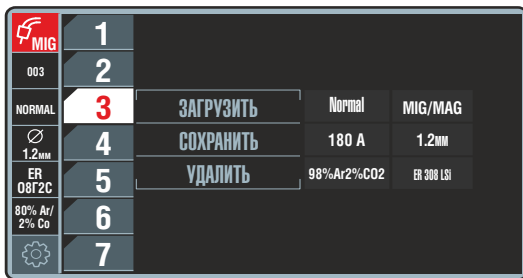 MIG
003
NORMAL
1.2мм
ER
08Г2С
80% Ar/
2% Co
1
2
3
4
5
6
7
ЗАГРУЗИТЬ
СОХРАНИТЬ
УДАЛИТЬ
Normal
MIG/MAG
180 A
1.2мм
98%Ar2%CO2
ER 308 LSi